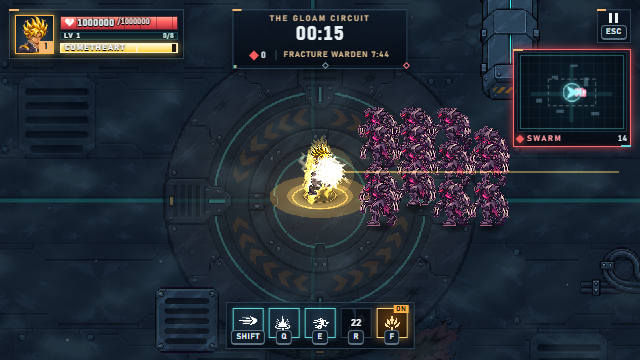 1000000 / 1000000
LV 1 0/8
COMETHEART
1
THE GLOAM CIRCUIT
00:15
0 FRACTURE WARDEN 7:44
ESC
SWARM 14
ON
22
SHIFT Q E R F